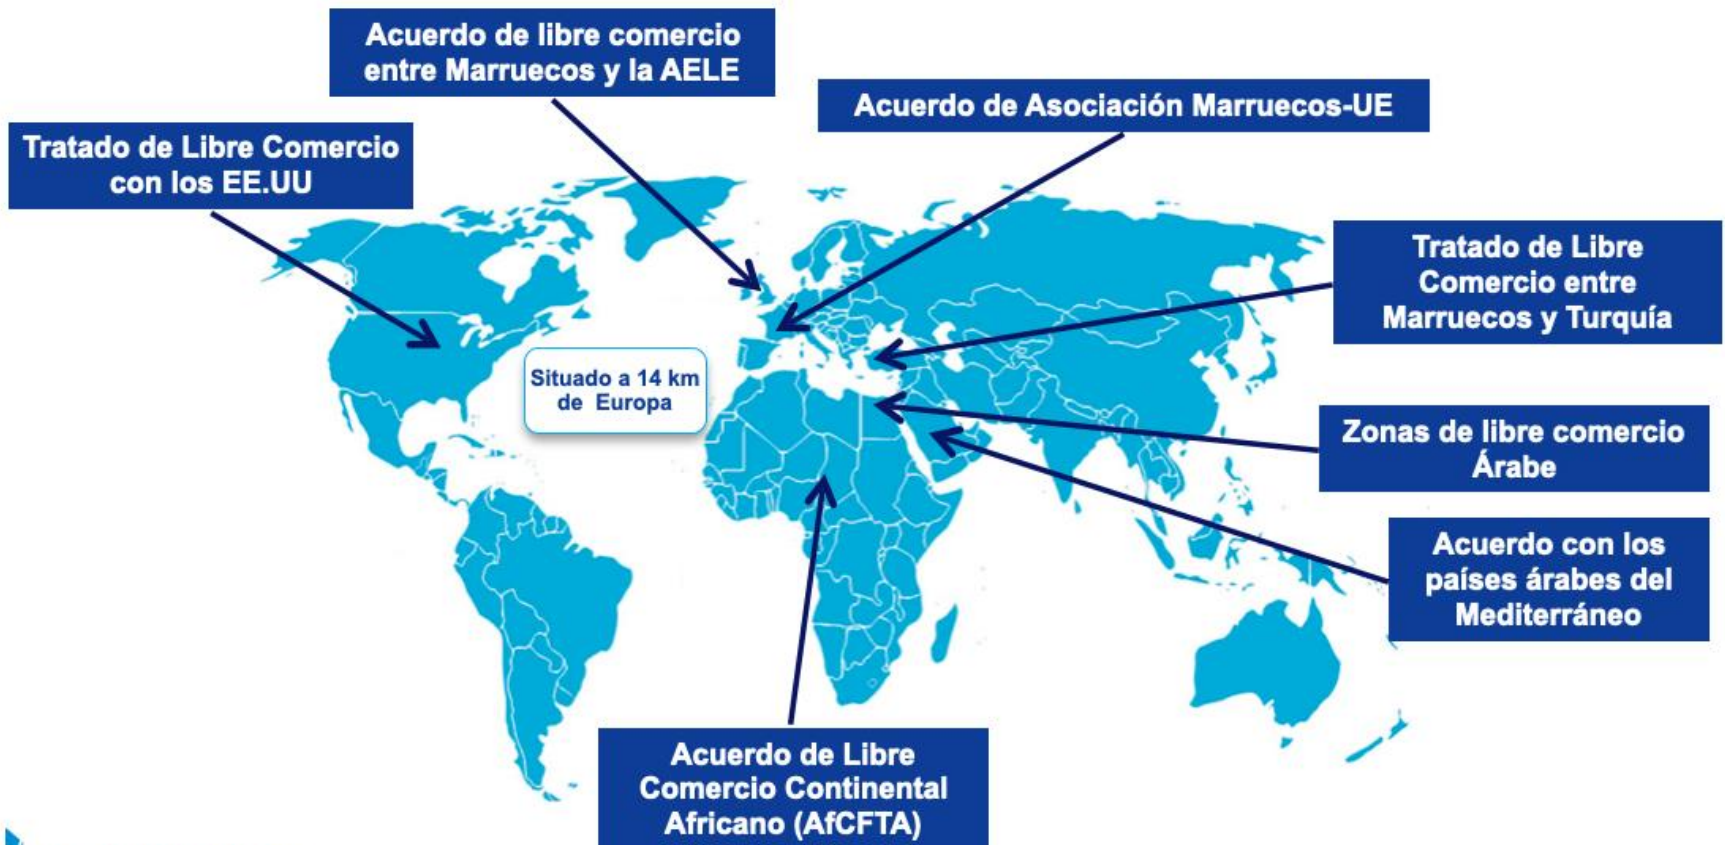 Acuerdo de libre comercio
entre Marruecos y la AELE
Acuerdo de Asociación Marruecos-UE
Tratado de Libre Comercio
con los EE.UU
Tratado de Libre
Comercio entre
Marruecos y Turquía
Situado a 14 km
de Europa
Zonas de libre comercio
Árabe
Acuerdo con los
países árabes del
Mediterráneo
Acuerdo de Libre
Comercio Continental
Africano (AfCFTA)